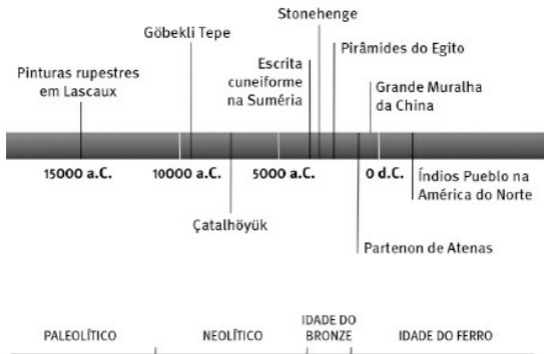 Stonehenge
Göbekli Tepe
Escrita
cuneiforme
na Suméria
Pirâmides do Egito
Pinturas rupestres
em Lascaux
Grande Muralha
da China
15000 a.C.
10000 a.C.
5000 a.C.
0 d.C.
Índios Pueblo na
América do Norte
Çatalhöyük
Partenon de Atenas
PALEOLÍTICO
NEOLÍTICO
IDADE DO
BRONZE
IDADE DO FERRO